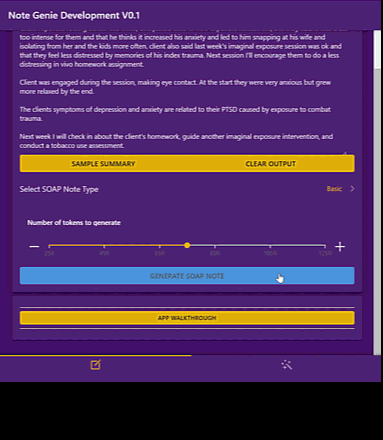 Note Genie Development V0.1
too intense for them and that he thinks it increased his anxiety and led to him snapping at his wife and
isolating from her and the kids more often. client also said last week's imaginal exposure session was ok and
that they feel less distressed by memories of his index trauma. Next session I'll encourage them to do a less
distressing in vivo homework assignment.
Client was engaged during the session, making eye contact. At the start they were very anxious but grew
more relaxed by the end.
The clients symptoms of depression and anxiety are related to their PTSD caused by exposure to combat
trauma.
Next week I will check in about the client's homework, guide another imaginal exposure intervention, and
conduct a tobacco use assessment.
SAMPLE SUMMARY CLEAR OUTPUT
Select SOAP Note Type Basic
Number of tokens to generate
GENERATE SOAP NOTE
APP WALKTHROUGH